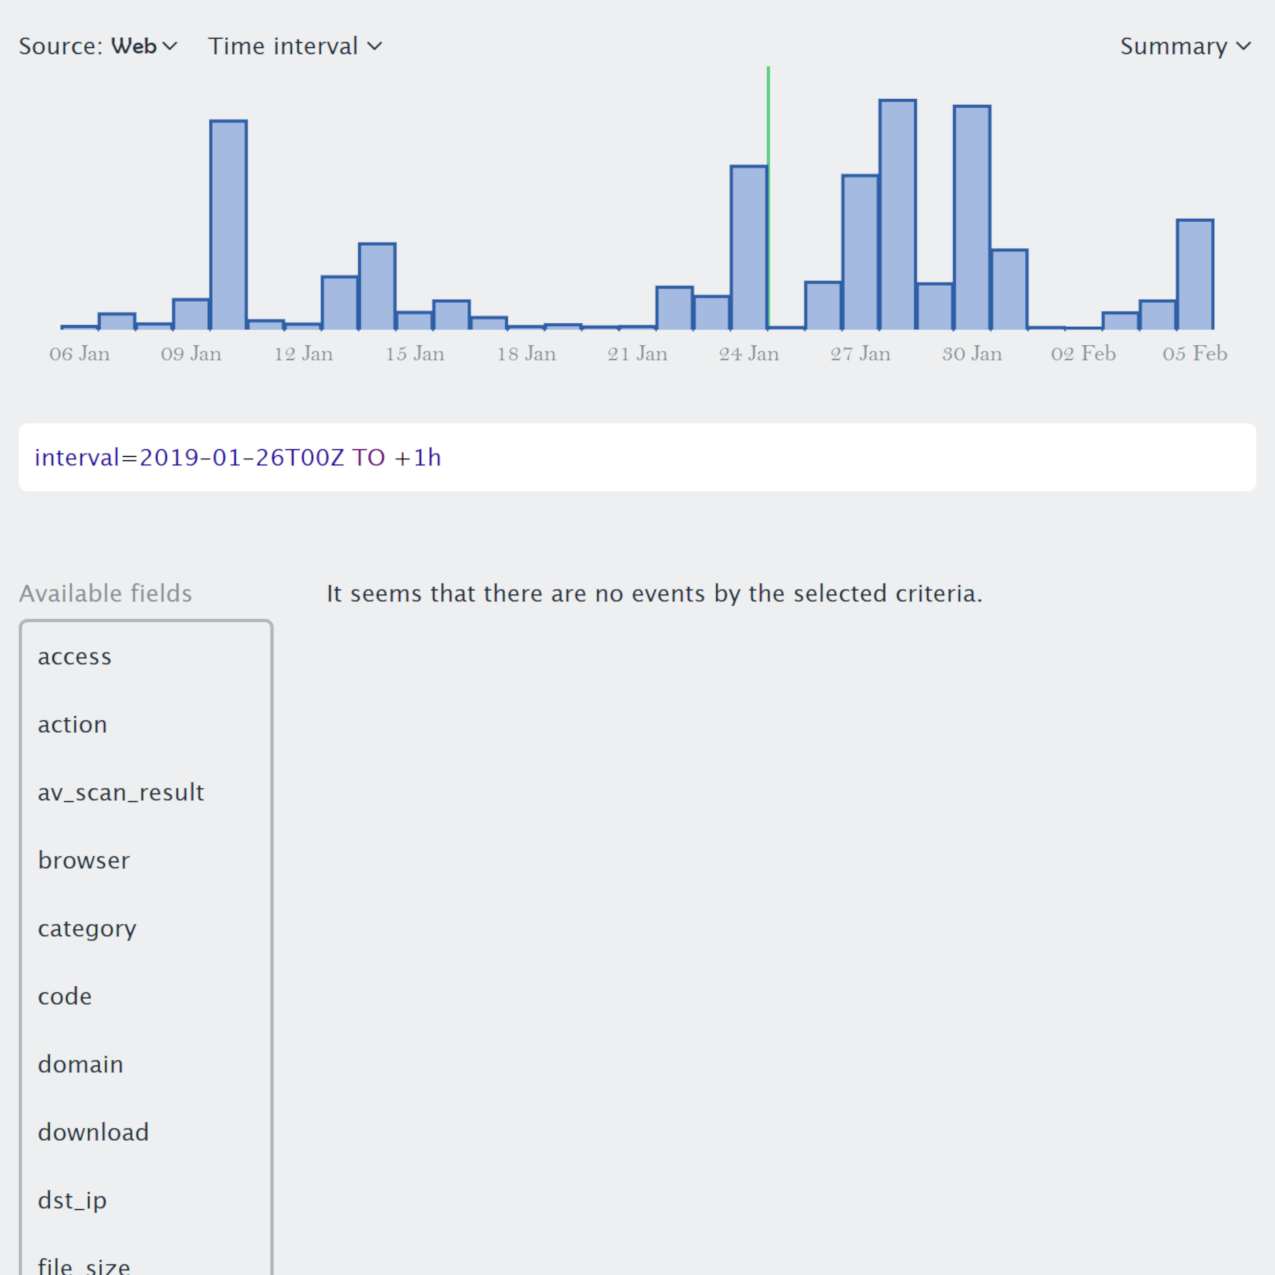 Source: Web Time interval Summary
06 Jan 09 Jan 12 Jan 15 Jan 18 Jan 21 Jan 24 Jan 27 Jan 30 Jan 02 Feb 05 Feb
interval=2019-01-26T00Z TO +1h
Available fields
It seems that there are no events by the selected criteria.
access
action
av_scan_result
browser
category
code
domain
download
dst_ip
file_size